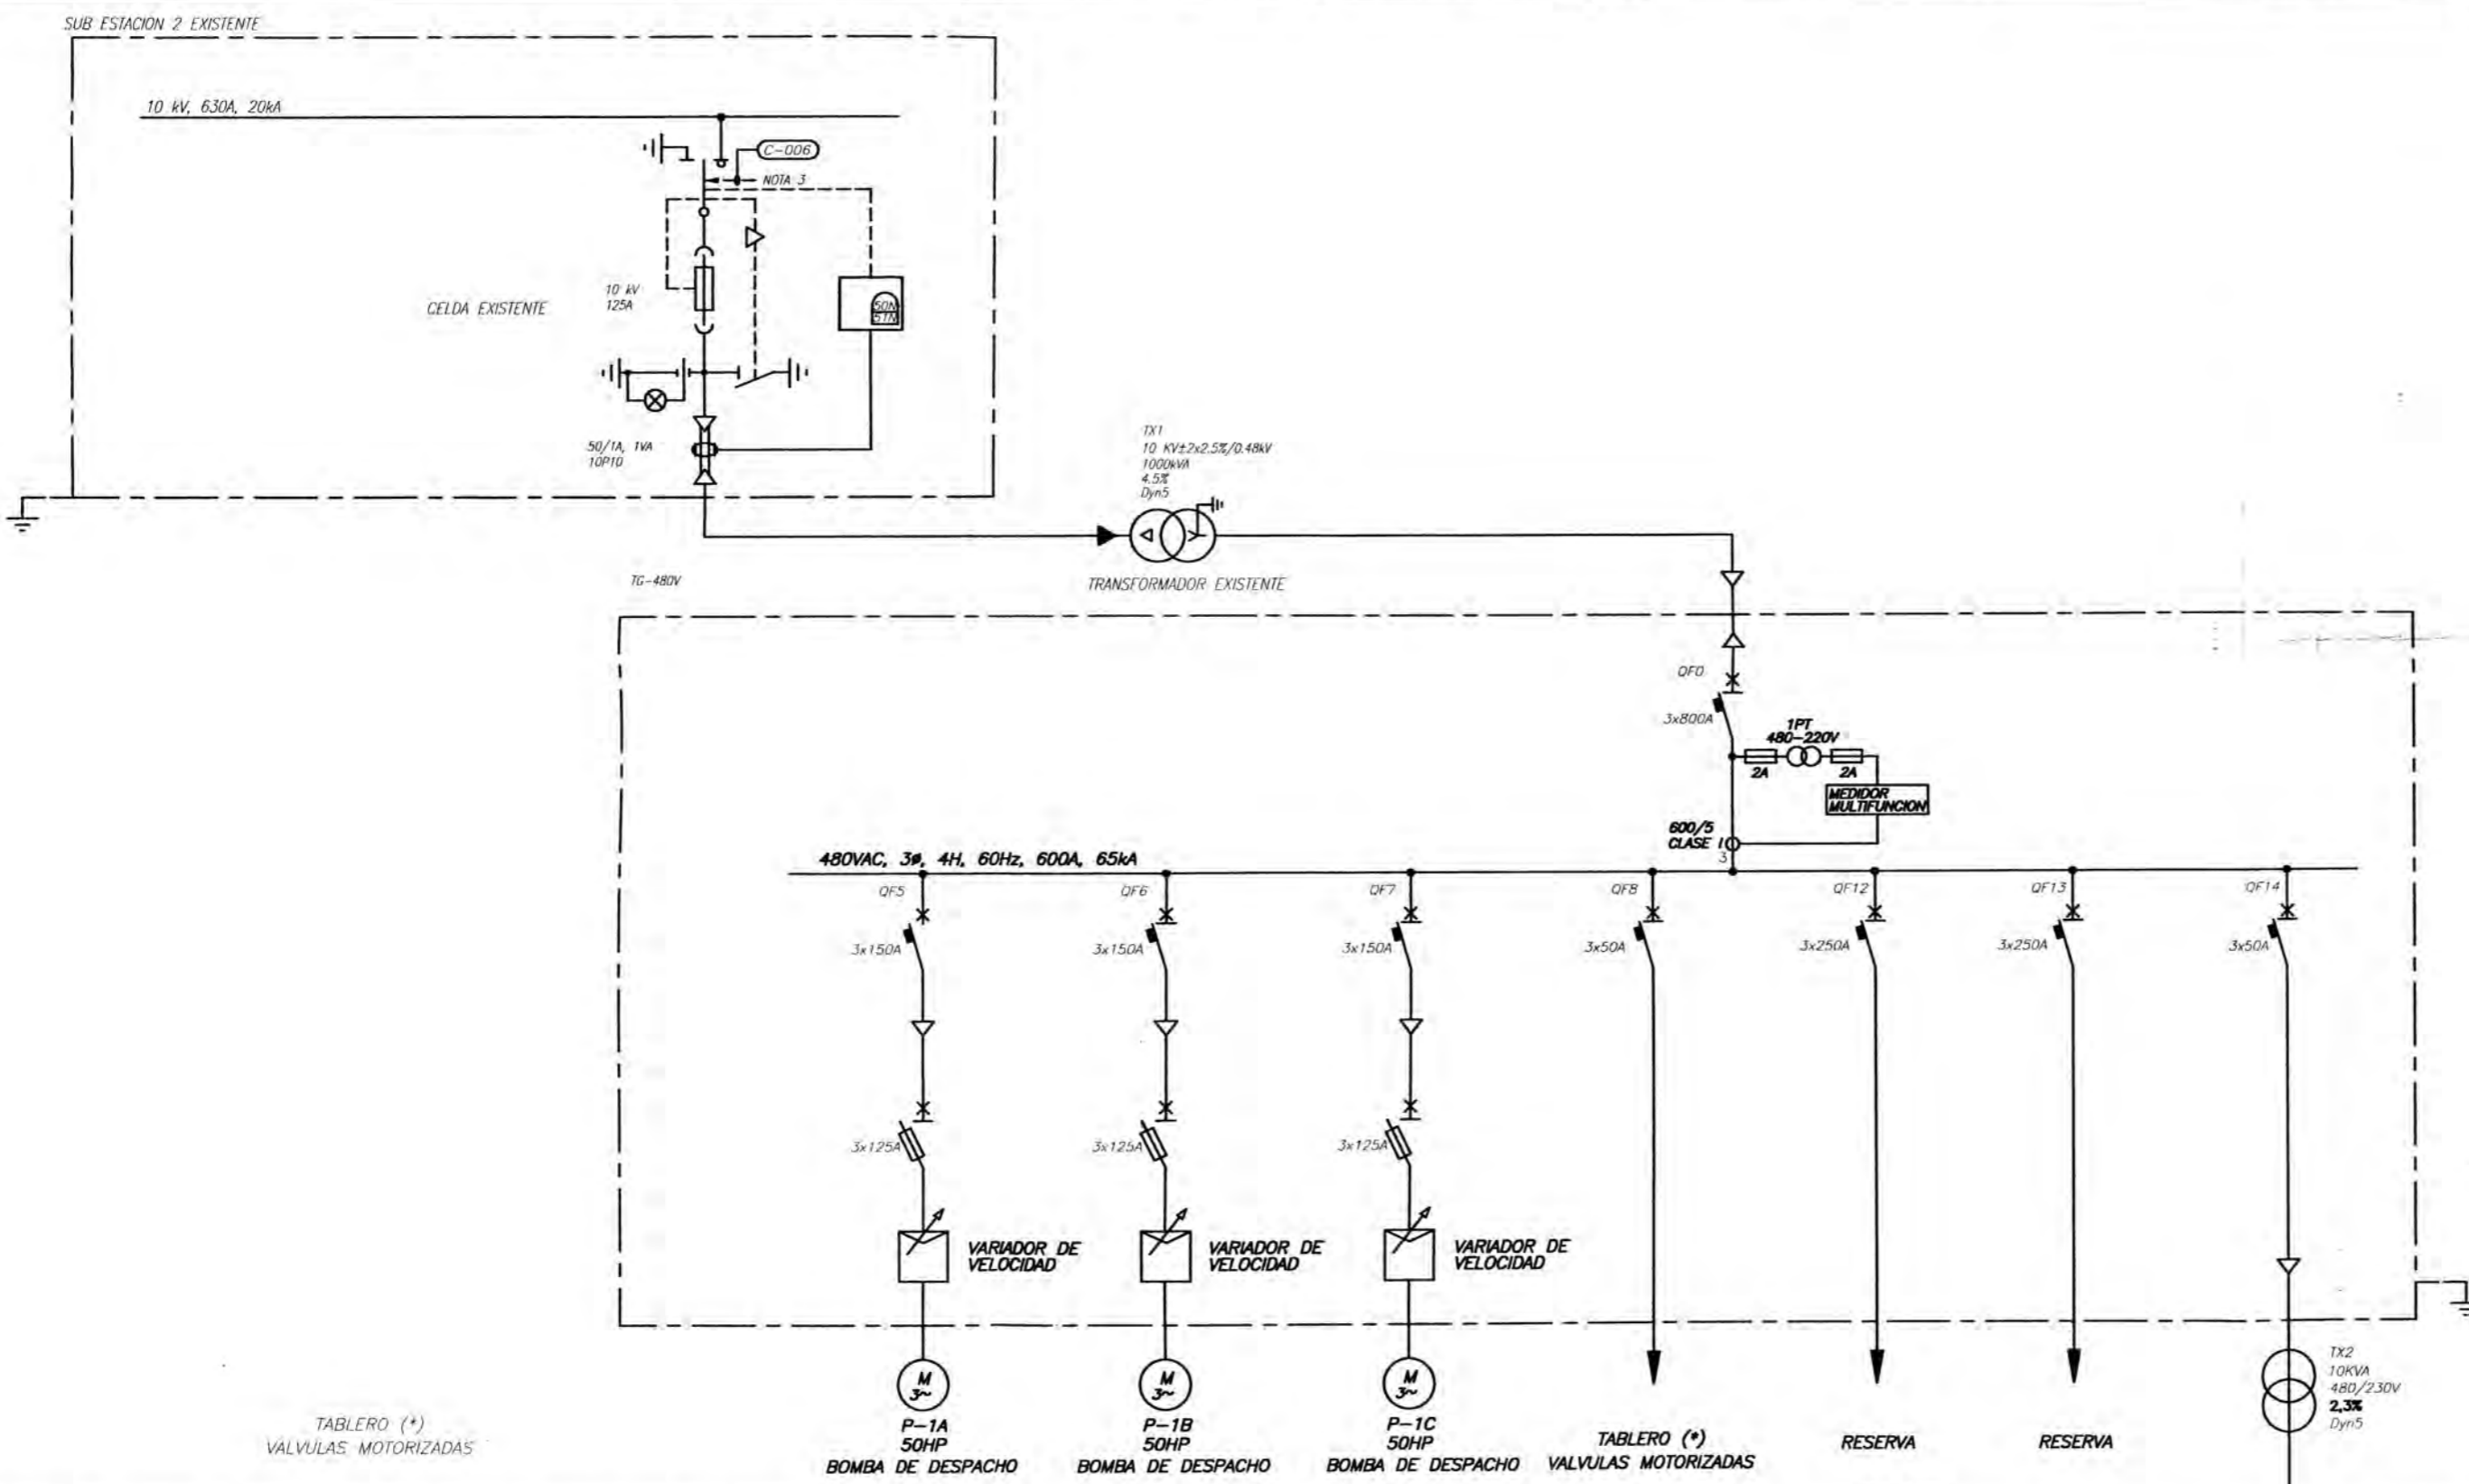 SUB ESTACION 2 EXISTENTE
10 kV, 630A, 20kA
C-006
NOTA 3
10 kV
125A
CELDA EXISTENTE
50N
51N
50/1A, 1VA
10P10
TX1
10 KV±2x2.5%/0.48kV
1000kVA
4.5%
Dyn5
TRANSFORMADOR EXISTENTE
TG-480V
QF0
3x800A
1PT
480-220V
2A
2A
MEDIDOR
MULTIFUNCION
600/5
CLASE I
3
480VAC, 3ø, 4H, 60Hz, 600A, 65kA
QF5
QF6
QF7
QF8
QF12
QF13
QF14
3x150A
3x150A
3x150A
3x50A
3x250A
3x250A
3x50A
3x125A
3x125A
3x125A
VARIADOR DE
VELOCIDAD
VARIADOR DE
VELOCIDAD
VARIADOR DE
VELOCIDAD
M
3~
M
3~
M
3~
P-1A
50HP
BOMBA DE DESPACHO
P-1B
50HP
BOMBA DE DESPACHO
P-1C
50HP
BOMBA DE DESPACHO
TABLERO (*)
VALVULAS MOTORIZADAS
RESERVA
RESERVA
TX2
10KVA
480/230V
2,3%
Dyn5
TABLERO (*)
VALVULAS MOTORIZADAS